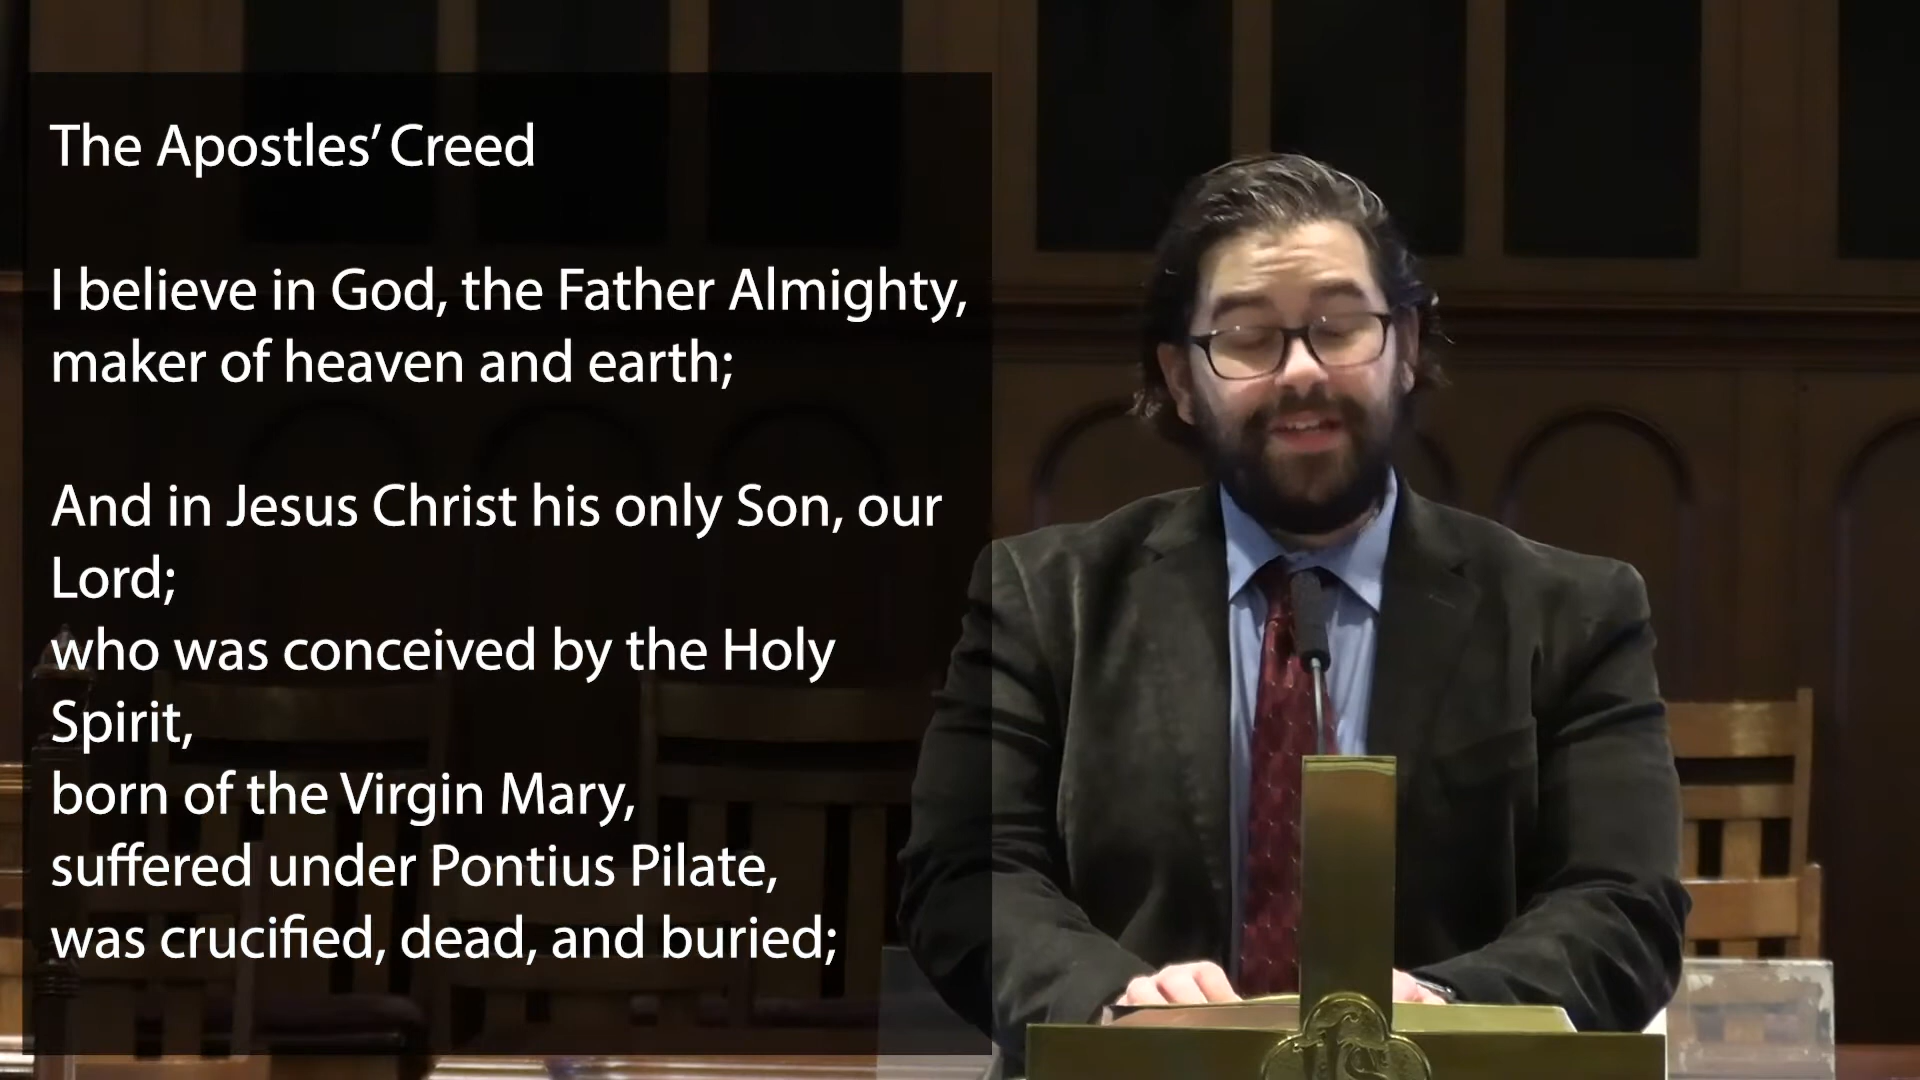 The Apostles’ Creed
I believe in God, the Father Almighty,
maker of heaven and earth;
And in Jesus Christ his only Son, our
Lord;
who was conceived by the Holy
Spirit,
born of the Virgin Mary,
suffered under Pontius Pilate,
was crucified, dead, and buried;